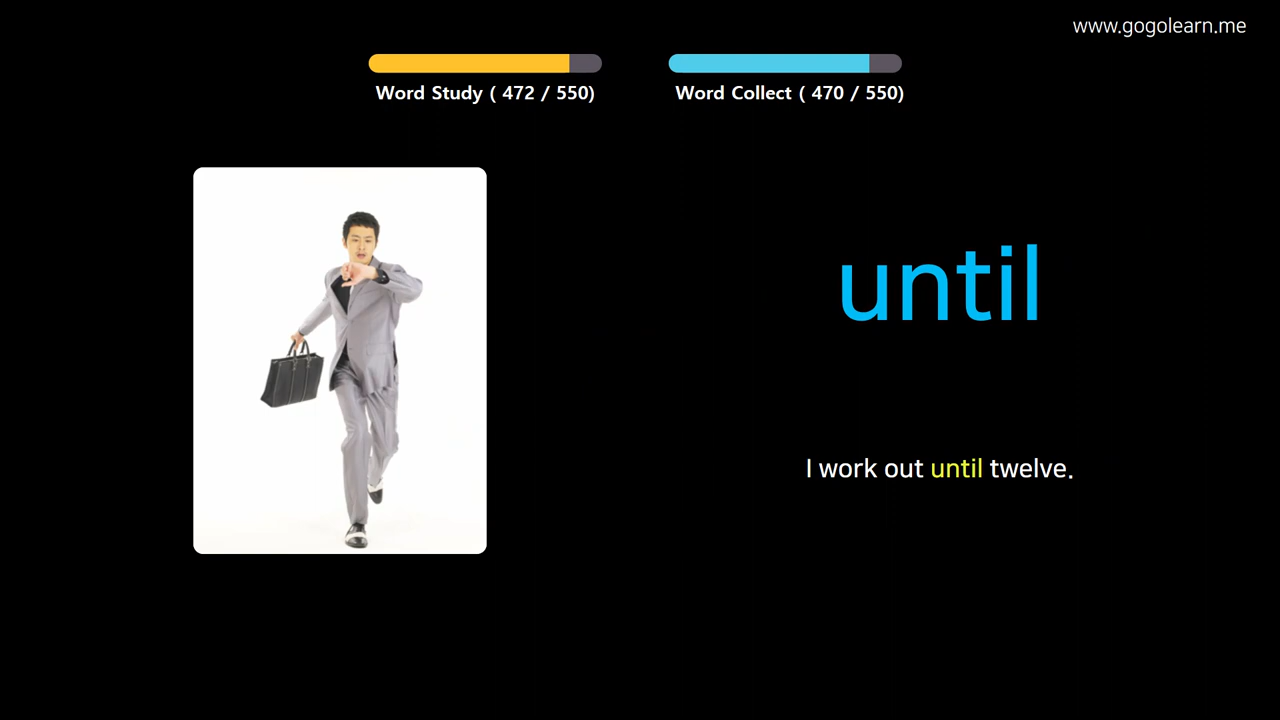 www.gogolearn.me
Word Study ( 472 / 550)
Word Collect ( 470 / 550)
until
I work out until twelve.